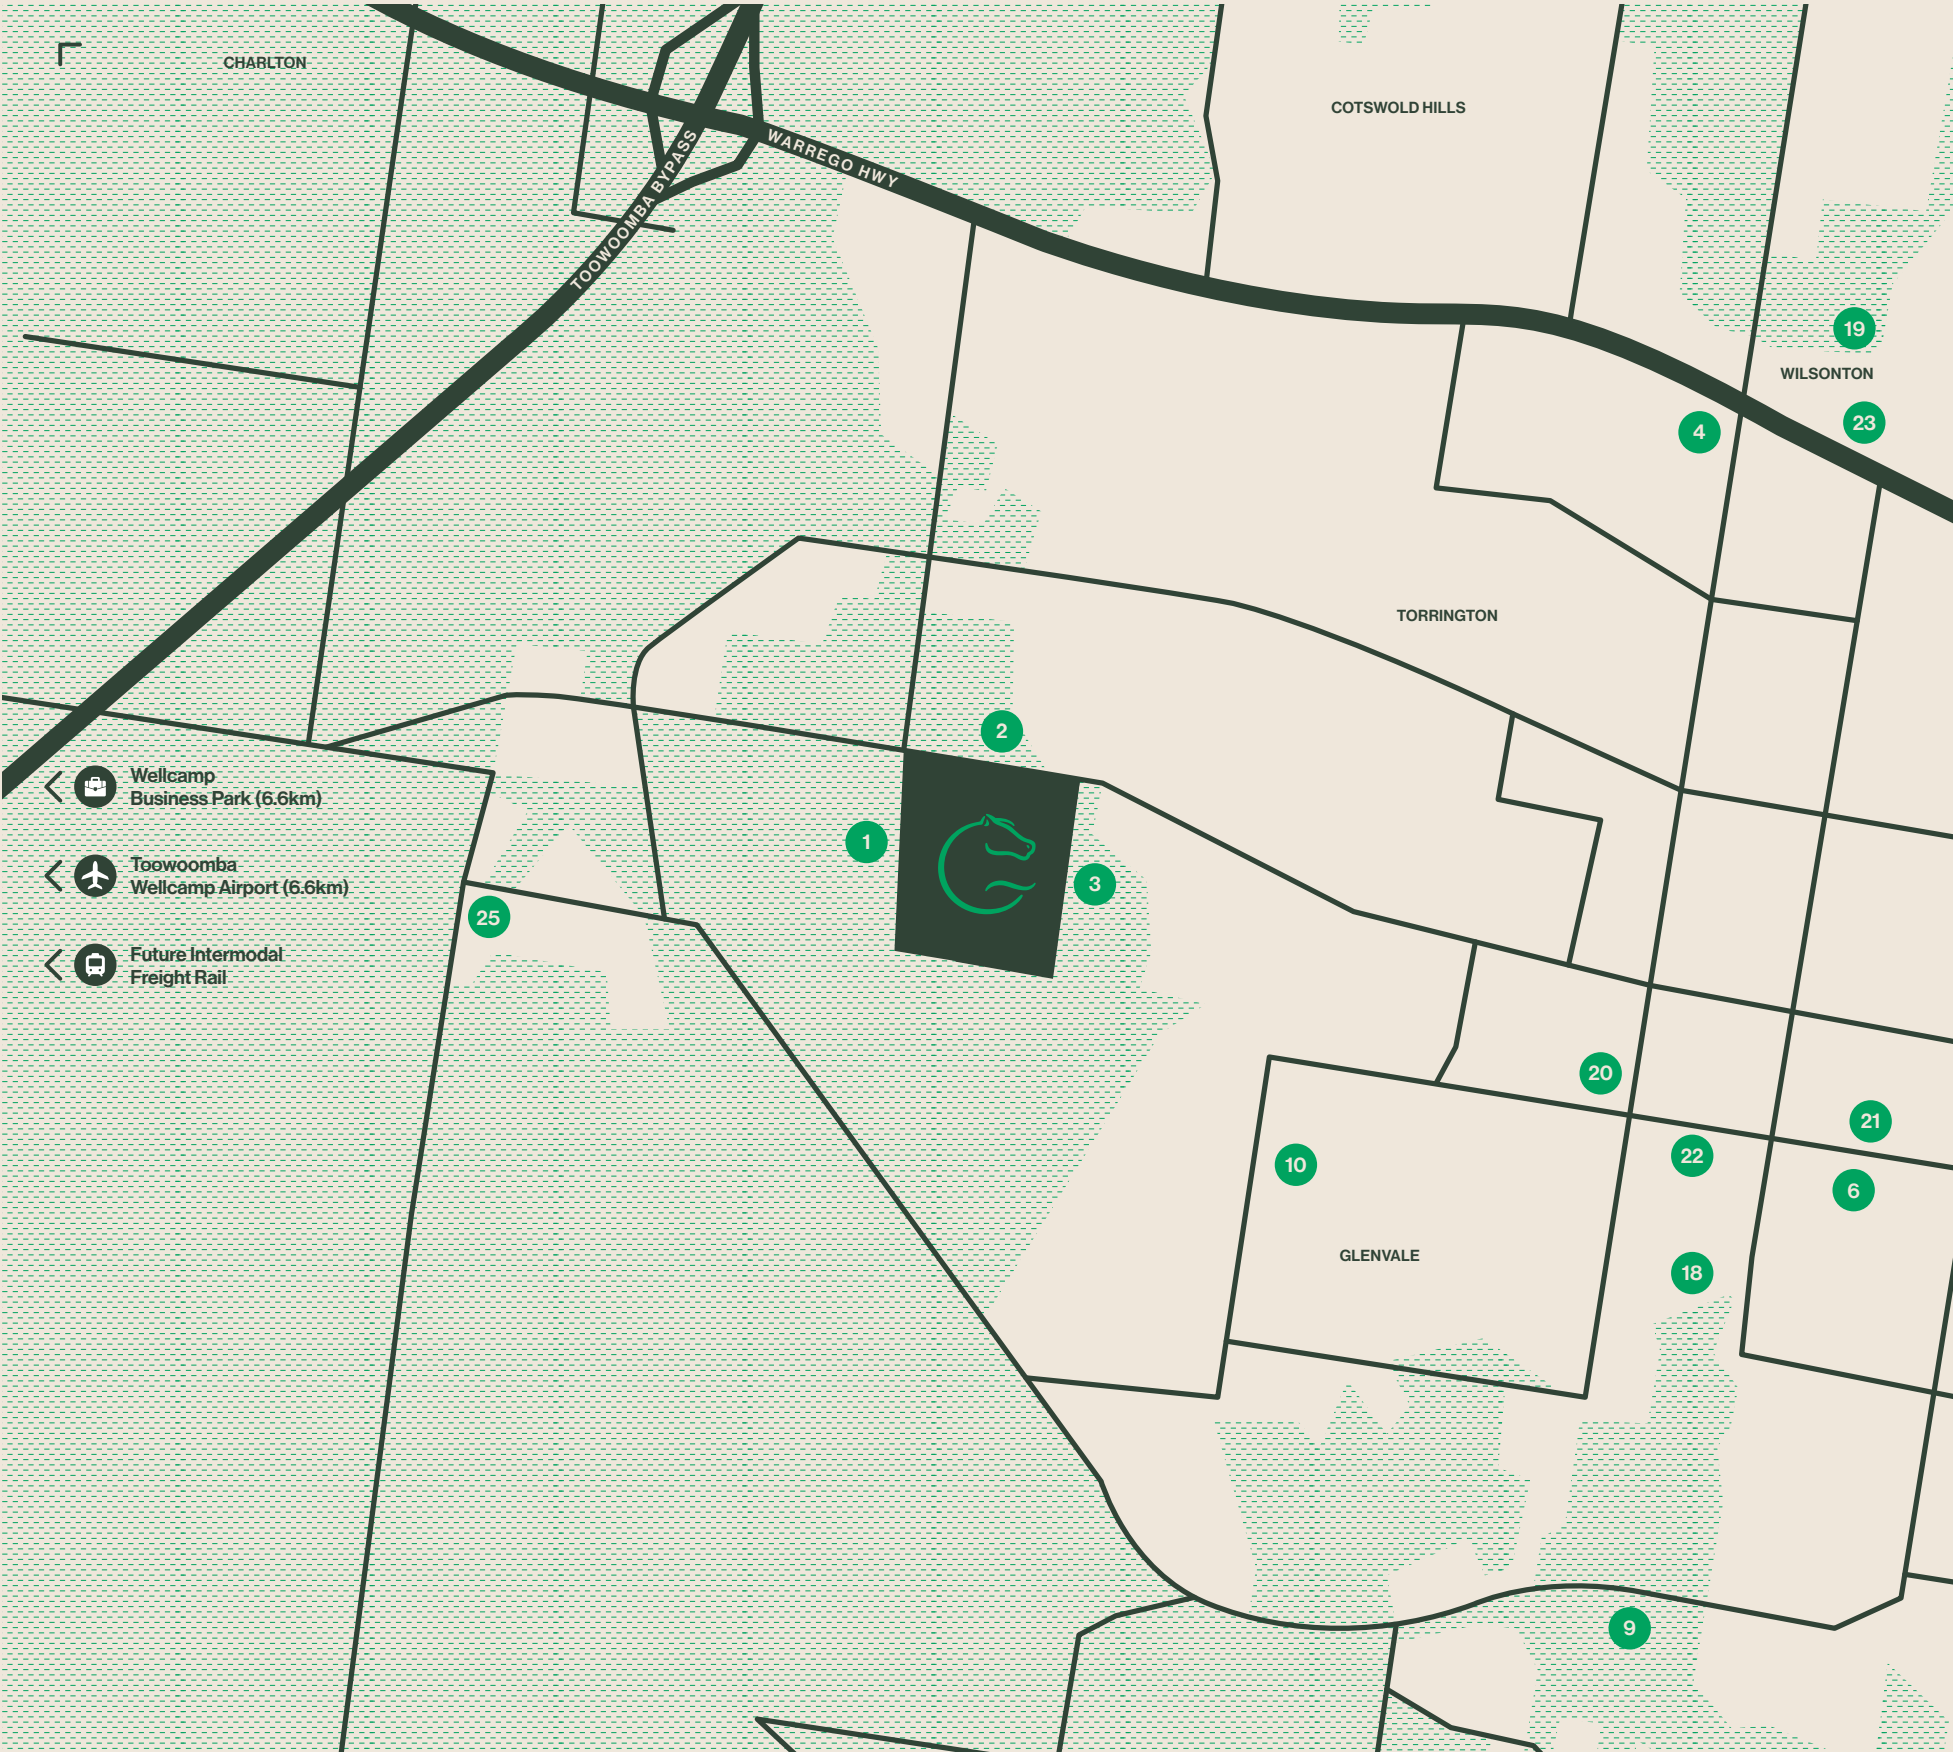 CHARLTON
COTSWOLD HILLS
TOOWOOMBA BYPASS
WARREGO HWY
19
WILSONTON
23
4
TORRINGTON
2
Wellcamp
Business Park (6.6km)
1
Toowoomba
Wellcamp Airport (6.6km)
3
25
Future Intermodal
Freight Rail
20
21
22
10
6
GLENVALE
18
9